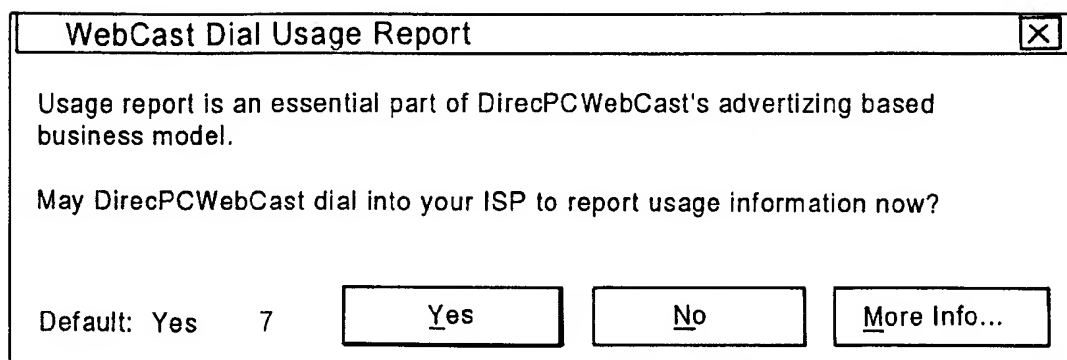 WebCast Dial Usage Report
Usage report is an essential part of DirecPCWebCast's advertizing based
business model.
May DirecPCWebCast dial into your ISP to report usage information now?
Default: Yes 7 Yes No More Info...